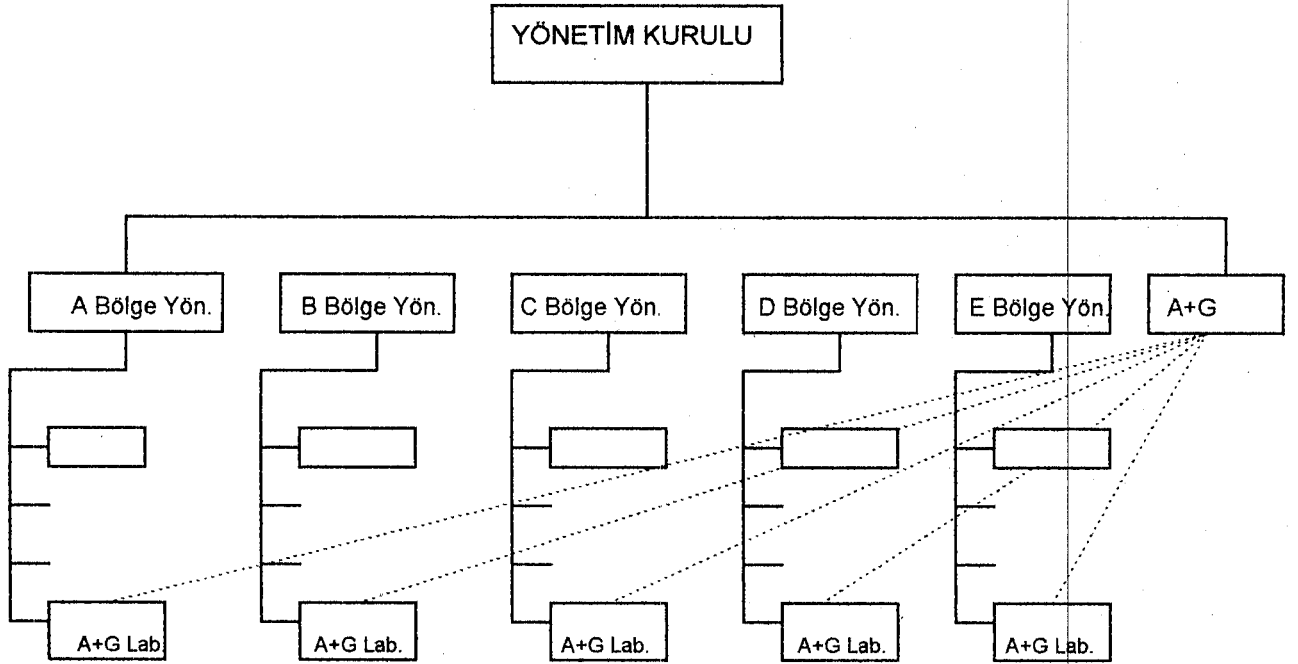 YÖNETİM KURULU
A Bölge Yön.
B Bölge Yön.
C Bölge Yön.
D Bölge Yön.
E Bölge Yön.
A+G
A+G Lab
A+G Lab.
A+G Lab.
A+G Lab.
A+G Lab.